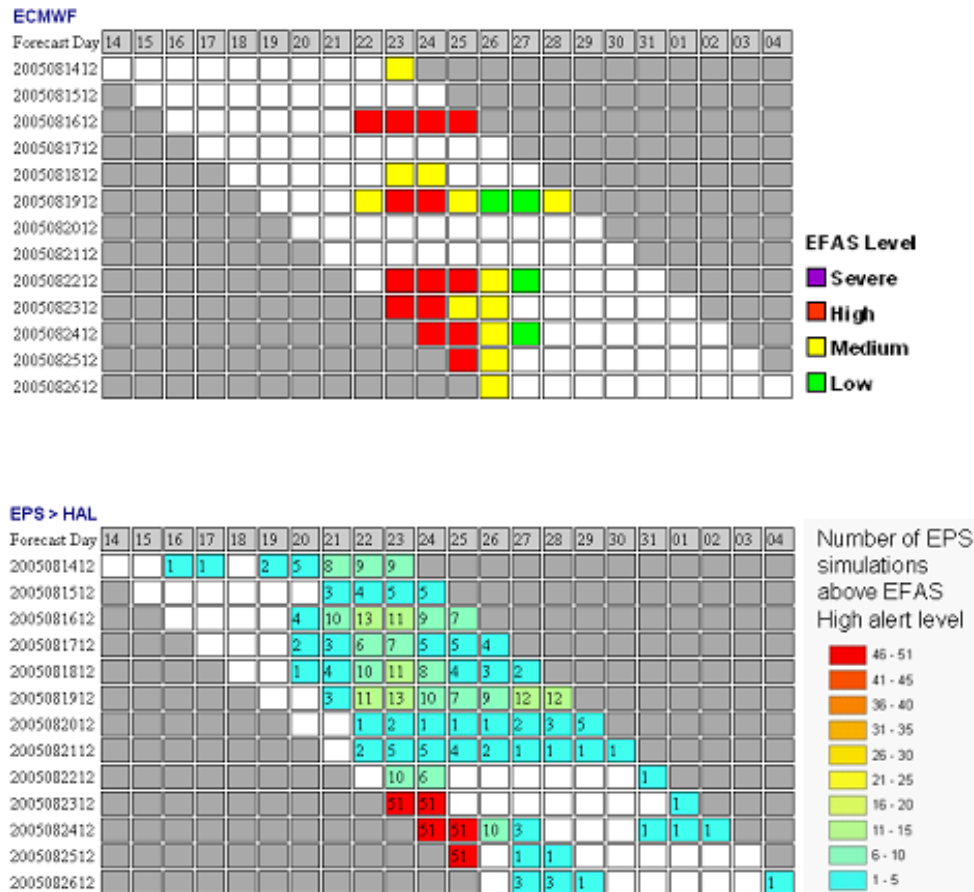 ECMWF
Forecast Day 14 15 16 17 18 19 20 21 22 23 24 25 26 27 28 29 30 31 01 02 03 04
2005081412
2005081512
2005081612
2005081712
2005081812
2005081912
2005082012
2005082112
2005082212
2005082312
2005082412
2005082512
2005082612
EFAS Level
Severe
High
Medium
Low
EPS > HAL
Forecast Day 14 15 16 17 18 19 20 21 22 23 24 25 26 27 28 29 30 31 01 02 03 04
2005081412 1 1 2 5 8 9 9
2005081512 3 4 5 5
2005081612 4 10 13 11 9 7
2005081712 2 3 6 7 5 5 4
2005081812 1 4 10 11 8 4 3 2
2005081912 3 11 13 10 7 9 12 12
2005082012 1 2 1 1 1 2 3 5
2005082112 2 5 5 4 2 1 1 1 1
2005082212 10 6 1
2005082312 51 51 1
2005082412 51 51 10 3 1 1 1
2005082512 51 1 1
2005082612 3 3 1 1
Number of EPS
simulations
above EFAS
High alert level
46 - 51
41 - 45
36 - 40
31 - 35
26 - 30
21 - 25
16 - 20
11 - 15
6 - 10
1 - 5